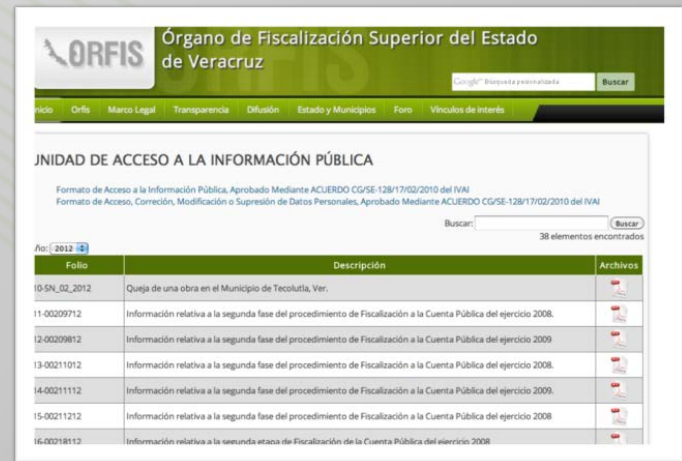 ORFIS
Órgano de Fiscalización Superior del Estado
de Veracruz
Google™ Búsqueda personalizada Buscar
nicio Orfis Marco Legal Transparencia Difusión Estado y Municipios Foro Vínculos de interés
UNIDAD DE ACCESO A LA INFORMACIÓN PÚBLICA
Formato de Acceso a la Información Pública, Aprobado Mediante ACUERDO CG/SE-128/17/02/2010 del IVAI
Formato de Acceso, Correción, Modificación o Supresión de Datos Personales, Aprobado Mediante ACUERDO CG/SE-128/17/02/2010 del IVAI
Buscar: Buscar
38 elementos encontrados
ño: 2012
Folio Descripción Archivos
10-SN_02_2012 Queja de una obra en el Municipio de Tecolutla, Ver.
11-00209712 Información relativa a la segunda fase del procedimiento de Fiscalización a la Cuenta Pública del ejercicio 2008.
12-00209812 Información relativa a la segunda fase del procedimiento de Fiscalización a la Cuenta Pública del ejercicio 2009
13-00211012 Información relativa a la segunda fase del procedimiento de Fiscalización a la Cuenta Pública del ejercicio 2008.
14-00211112 Información relativa a la segunda fase del procedimiento de Fiscalización a la Cuenta Pública del ejercicio 2009.
15-00211212 Información relativa a la segunda fase del procedimiento de Fiscalización a la Cuenta Pública del ejercicio 2008
16-00218112 Información relativa a la segunda etapa de Fiscalización de la Cuenta Pública del ejercicio 2008